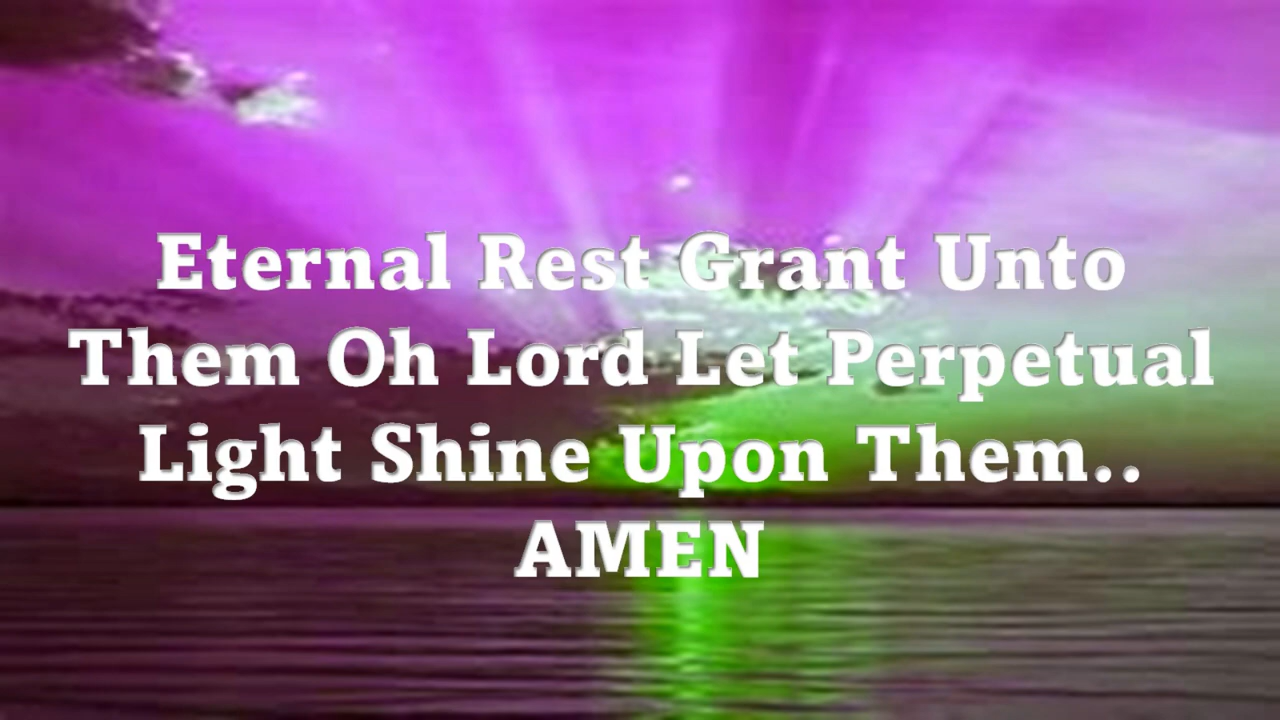 Eternal Rest Grant Unto
Them Oh Lord Let Perpetual
Light Shine Upon Them..
AMEN